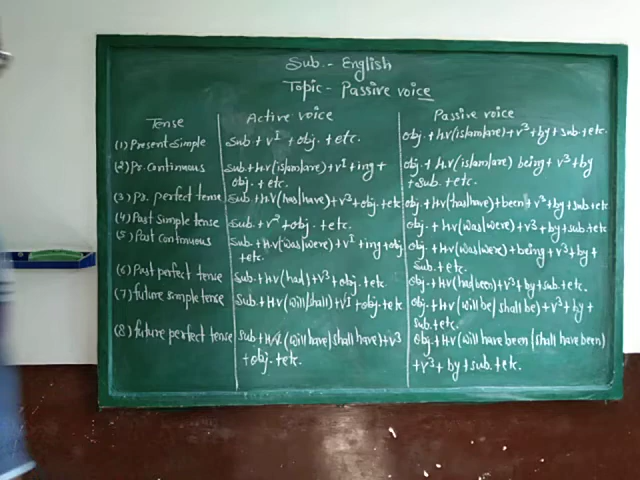 Sub.- English
Topic- Passive voice
Tense Active voice Passive voice
(1) Present Simple Sub + v1 + obj. + etc. obj. + H.v (is/am/are) + v3 + by + sub. + etc.
(2) Ps. Continuous Sub + H.v (is/am/are) + v1 + ing + obj. + H.v (is/am/are) being + v3 + by
obj. + etc. + Sub. + etc.
(3) Ps. perfect tense Sub + H.V (has/have) + v3 + obj. + etc obj. + H.v (has/have) + been + v3 + by + sub. + etc
(4) Past Simple tense Sub. + v2 + obj. + etc. obj. + H.v (was/were) + v3 + by + sub. + etc
(5) Past Continuous Sub + H.v (was/were) + v1 + ing + obj obj. + H.v (was/were) + being + v3 + by +
+ etc. Sub. + etc.
(6) Past perfect tense Sub. + H.v (had) + v3 + obj. + etc. Obj. + H.v (had been) + v3 + by + sub. + etc.
(7) future simple tense Sub + H.v (will/shall) + v1 + obj. + etc Obj. + H.v (will be / shall be) + v3 + by +
sub. + etc.
(8) future perfect tense Sub + H.V. (will have / shall have) + v3 Obj. + H.v (will have been / shall have been)
+ obj. + etc. + v3 + by + sub. + etc.